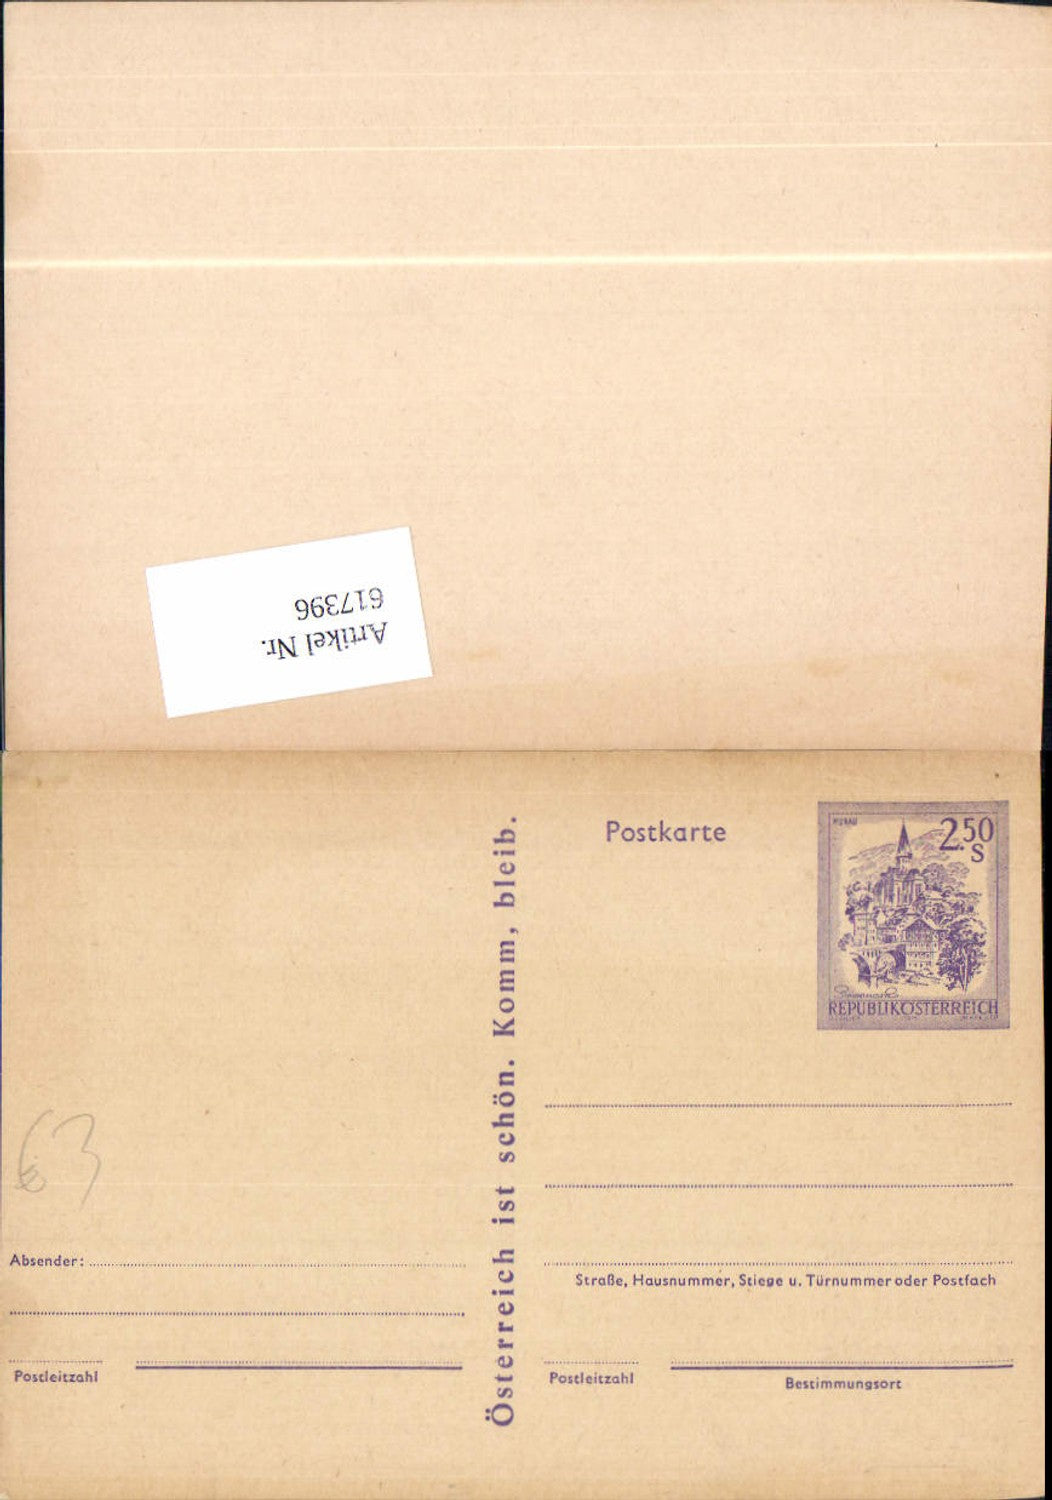 Artikel Nr.
617396
Postkarte
MURAU
2.50
S
REPUBLIK ÖSTERREICH
Österreich ist schön. Komm, bleib.
63
Absender:
Postleitzahl
Straße, Hausnummer, Stiege u. Türnummer oder Postfach
Postleitzahl
Bestimmungsort